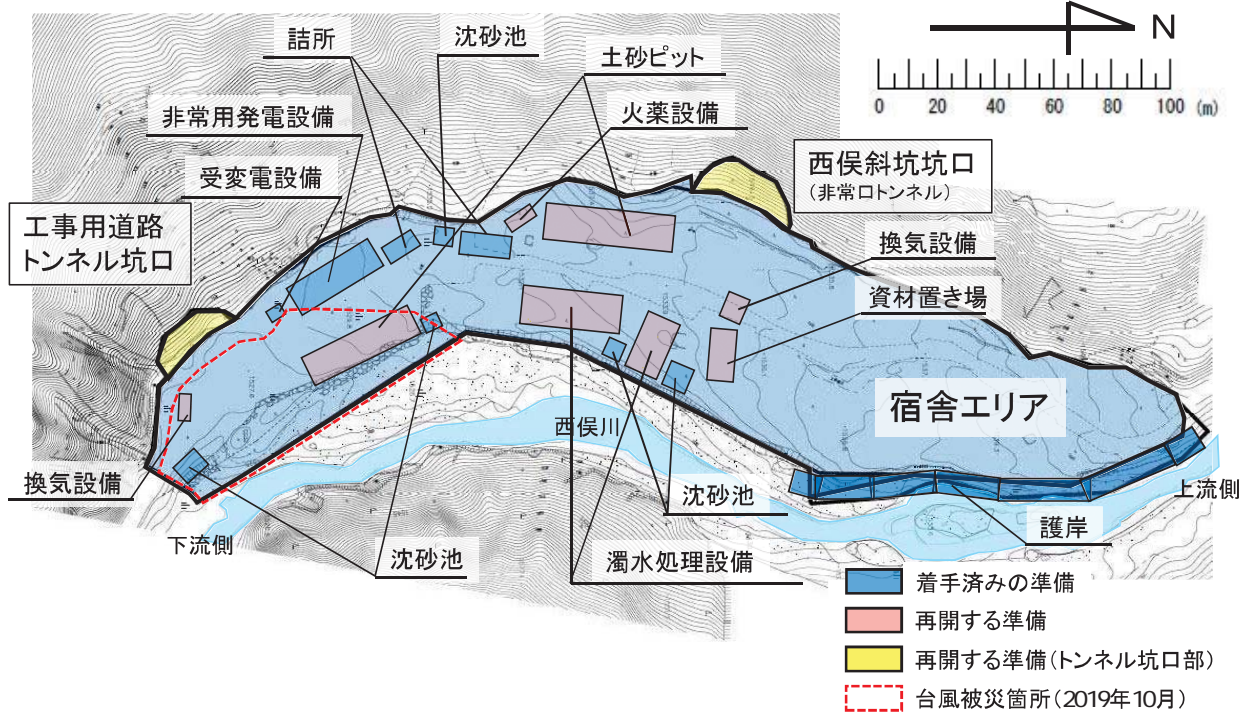 N
0 20 40 60 80 100 (m)
詰所
沈砂池
土砂ピット
火薬設備
非常用発電設備
受変電設備
西俣斜坑坑口
(非常口トンネル)
工事用道路
トンネル坑口
換気設備
資材置き場
宿舎エリア
西俣川
換気設備
沈砂池
上流側
護岸
下流側
沈砂池
濁水処理設備
着手済みの準備
再開する準備
再開する準備(トンネル坑口部)
台風被災箇所(2019年10月)